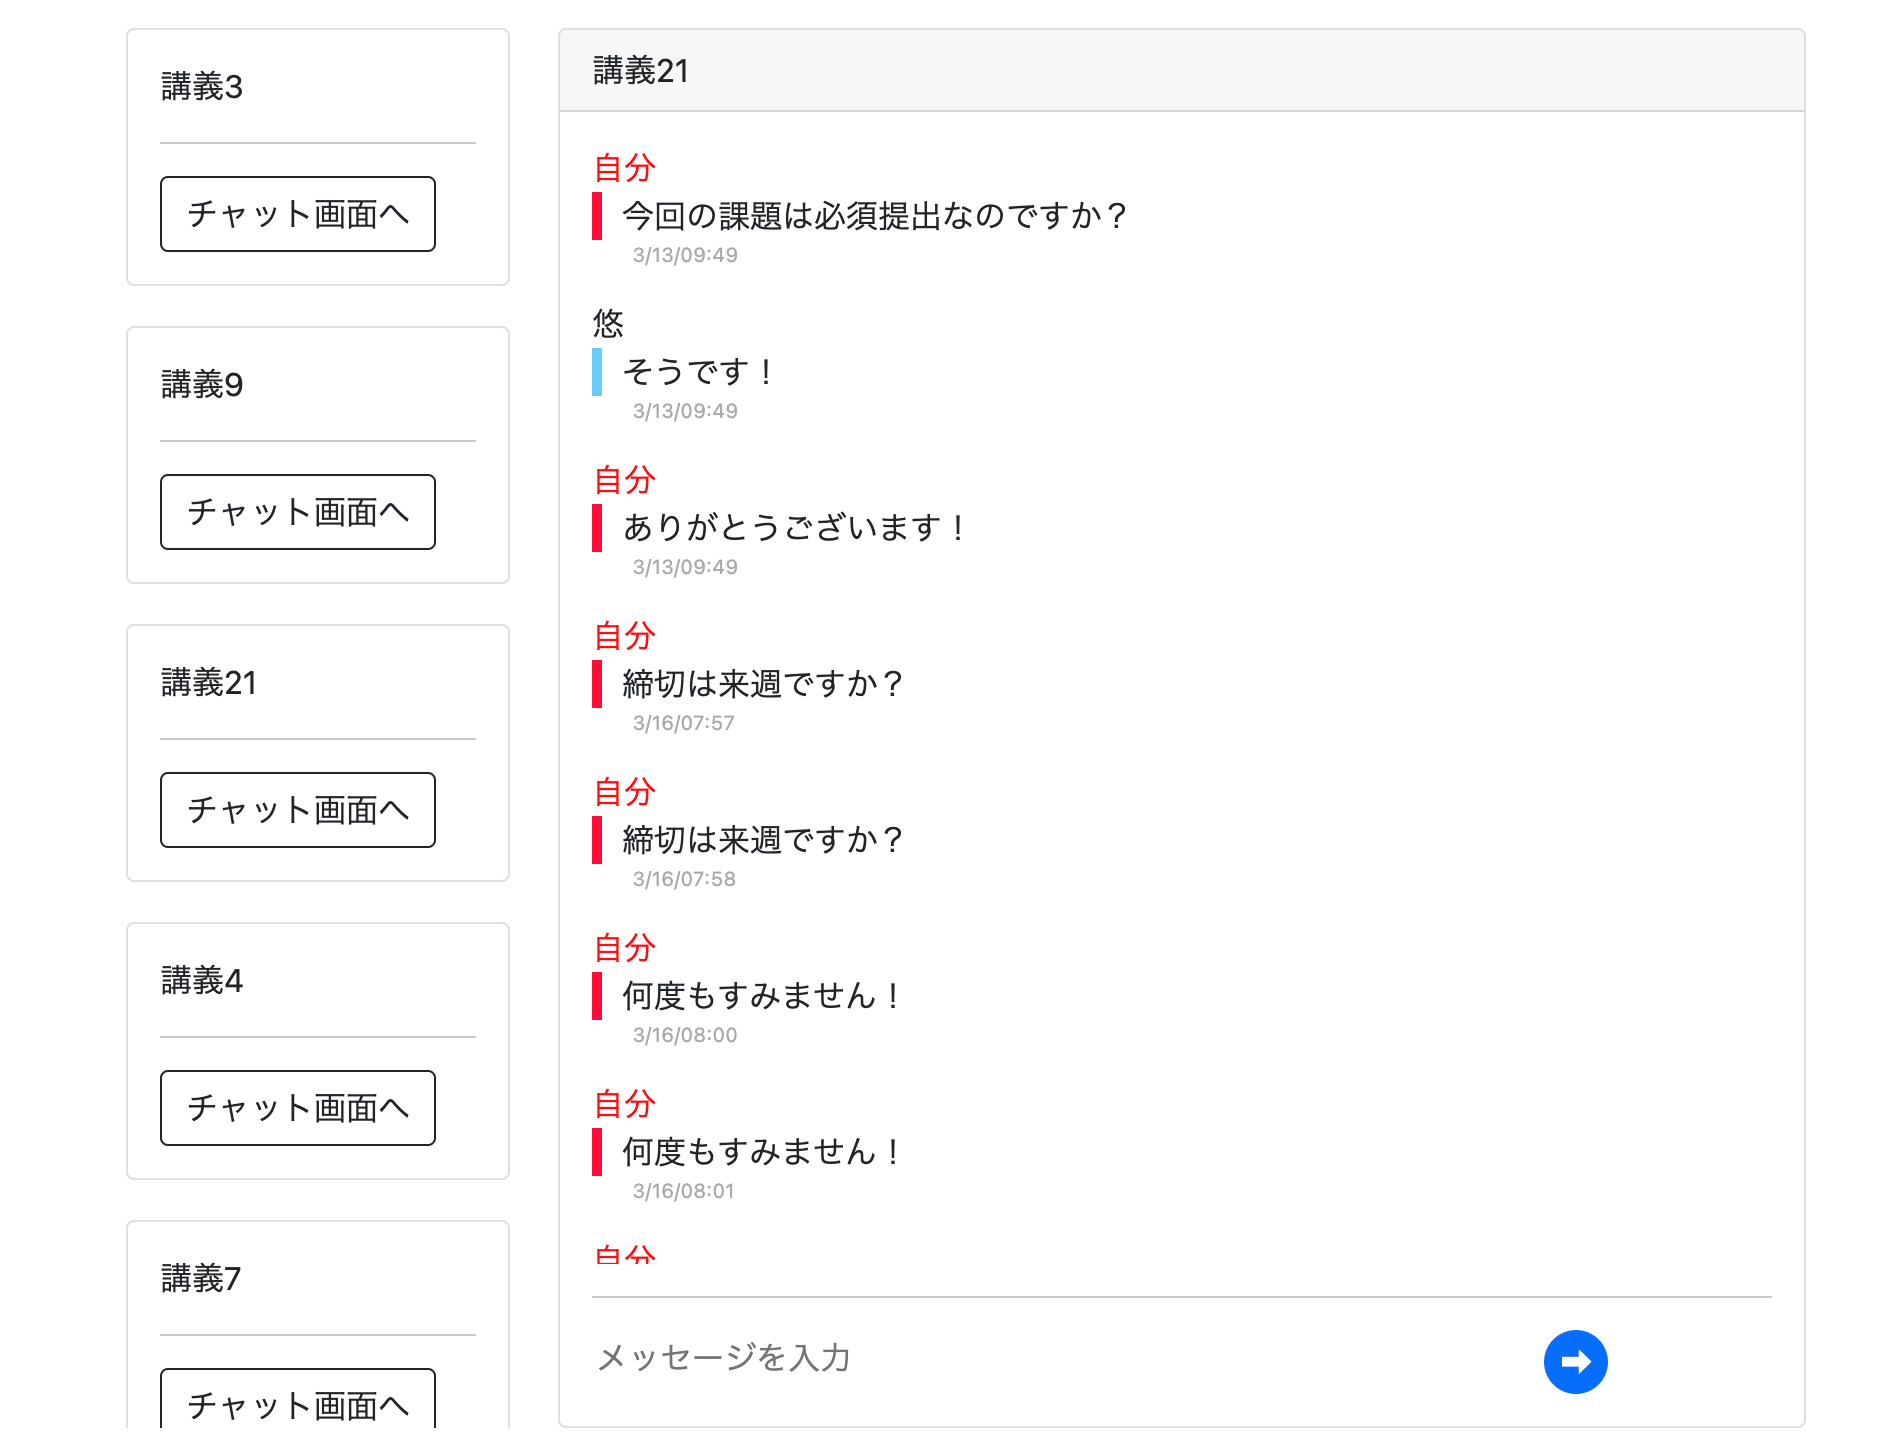 講義3
チャット画面へ
講義9
チャット画面へ
講義21
チャット画面へ
講義4
チャット画面へ
講義7
チャット画面へ
講義21
自分
今回の課題は必須提出なのですか？
3/13/09:49
悠
そうです！
3/13/09:49
自分
ありがとうございます！
3/13/09:49
自分
締切は来週ですか？
3/16/07:57
自分
締切は来週ですか？
3/16/07:58
自分
何度もすみません！
3/16/08:00
自分
何度もすみません！
3/16/08:01
自分
メッセージを入力